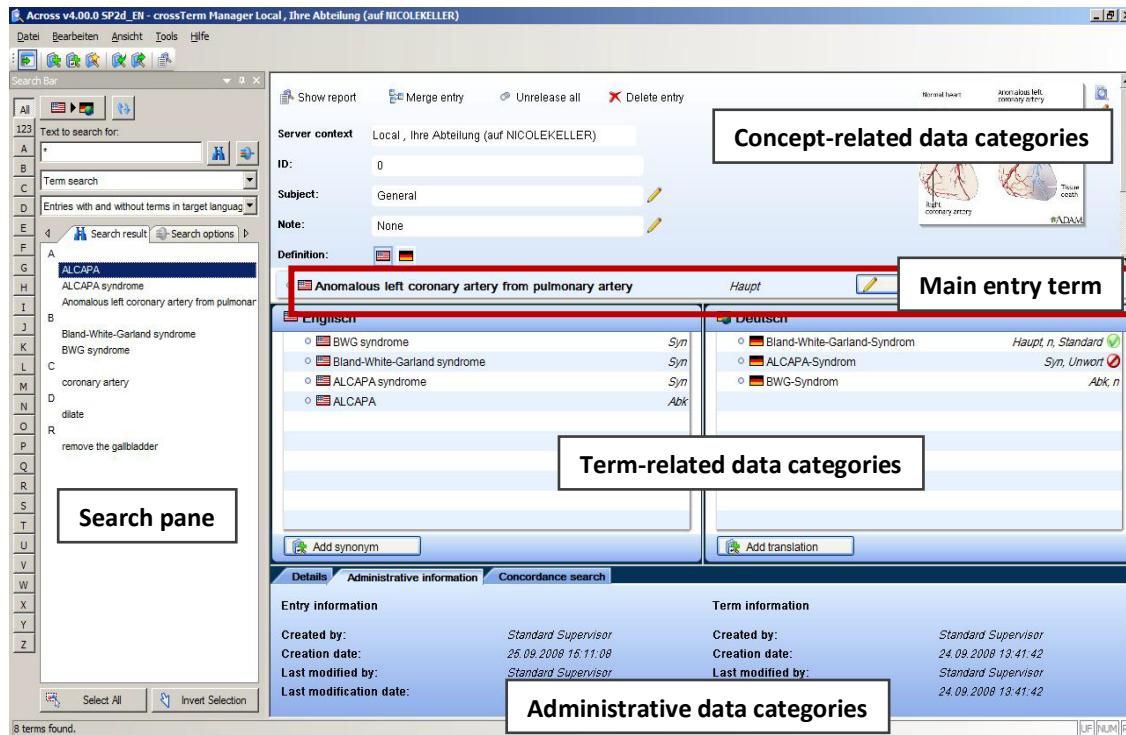 Across v4.00.0 SP2d_EN - crossTerm Manager Local , Ihre Abteilung (auf NICOLEKELLER)
Datei Bearbeiten Ansicht Tools Hilfe
Search Bar
All
123
A
B
C
D
E
F
G
H
I
J
K
L
M
N
O
P
Q
R
S
T
U
V
W
X
Y
Z
Text to search for:
*
Term search
Entries with and without terms in target languag
Search result Search options
A
ALCAPA
ALCAPA syndrome
Anomalous left coronary artery from pulmonar
B
Bland-White-Garland syndrome
BWG syndrome
C
coronary artery
D
dilate
R
remove the gallbladder
Search pane
Select All Invert Selection
8 terms found.
Show report Merge entry Unrelease all Delete entry
Server context Local , Ihre Abteilung (auf NICOLEKELLER)
ID: 0
Subject: General
Note: None
Definition:
Normal heart Anomalous left coronary artery
Concept-related data categories
Right coronary artery
Tissue death
ADAM
Anomalous left coronary artery from pulmonary artery Haupt
Main entry term
Englisch
BWG syndrome Syn
Bland-White-Garland syndrome Syn
ALCAPA syndrome Syn
ALCAPA Abk
Deutsch
Bland-White-Garland-Syndrom Haupt, n, Standard
ALCAPA-Syndrom Syn, Unwort
BWG-Syndrom Abk, n
Term-related data categories
Add synonym Add translation
Details Administrative information Concordance search
Entry information
Created by: Standard Supervisor
Creation date: 25.09.2008 15:11:08
Last modified by: Standard Supervisor
Last modification date:
Term information
Created by: Standard Supervisor
Creation date: 24.09.2008 13:41:42
Last modified by: Standard Supervisor
24.09.2008 13:41:42
Administrative data categories
UF NUM R